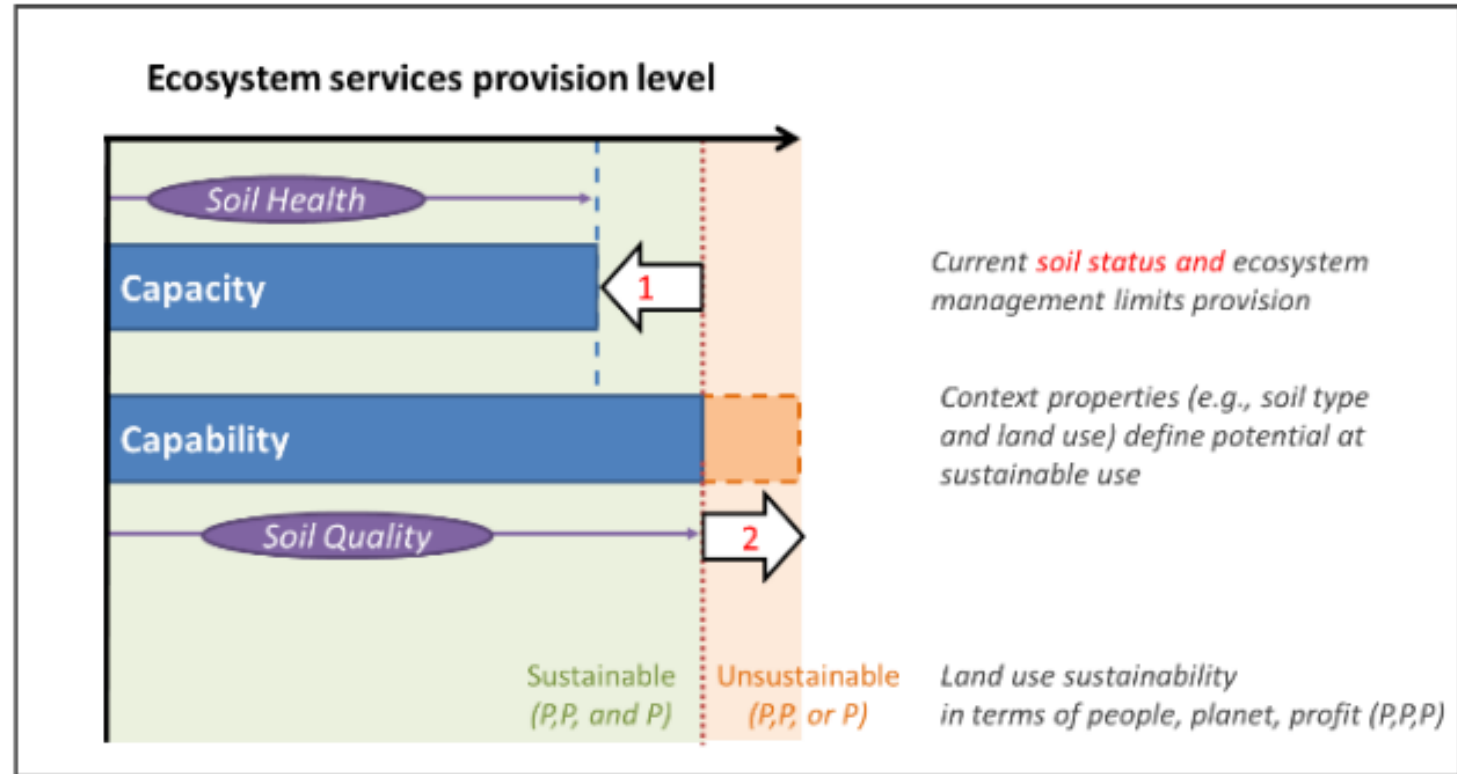 Ecosystem services provision level
Soil Health
Capacity
1
Current soil status and ecosystem
management limits provision
Capability
Context properties (e.g., soil type
and land use) define potential at
sustainable use
Soil Quality
2
Sustainable
(P,P, and P)
Unsustainable
(P,P, or P)
Land use sustainability
in terms of people, planet, profit (P,P,P)